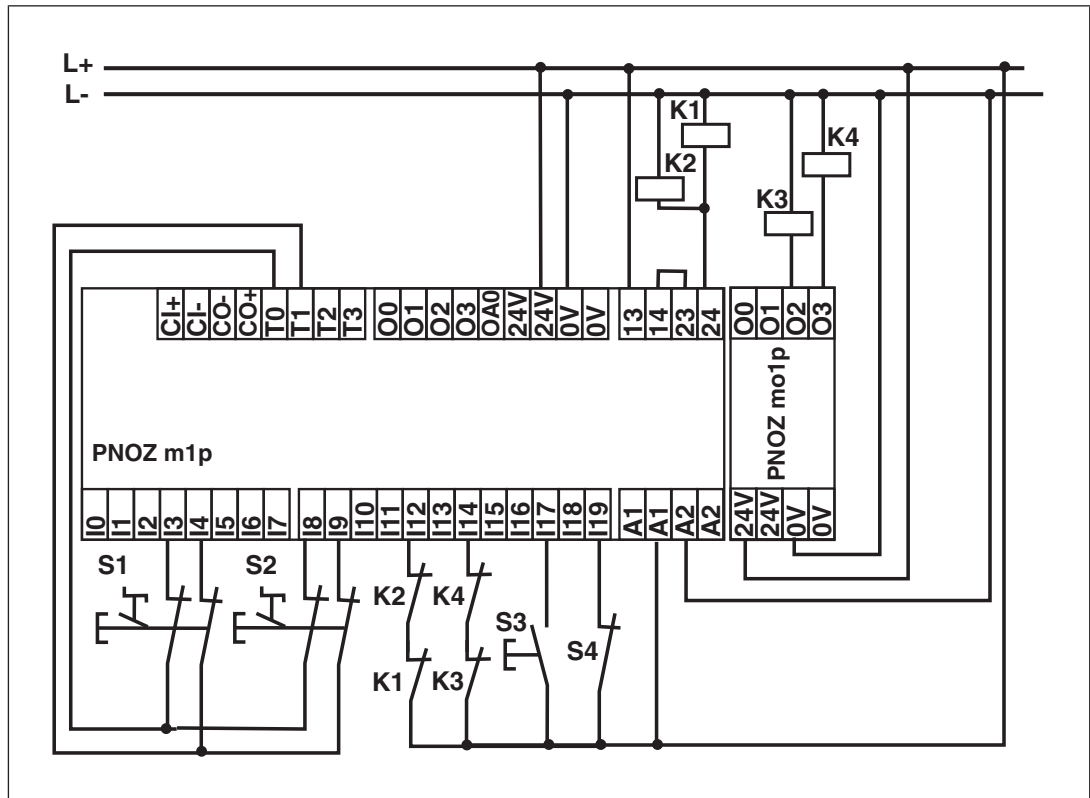 L+
L-
K1
K2
K4
K3
CI+ CI- CO- CO+ T0 T1 T2 T3 O0 O1 O2 O3 OA0 24V 24V 0V 0V 13 14 23 24 O0 O1 O2 O3
PNOZ m1p
PNOZ mo1p
I0 I1 I2 I3 I4 I5 I6 I7 I8 I9 I10 I11 I12 I13 I14 I15 I16 I17 I18 I19 A1 A1 A2 A2 24V 24V 0V 0V
S1 S2
K2 K4
S3
S4
K1 K3